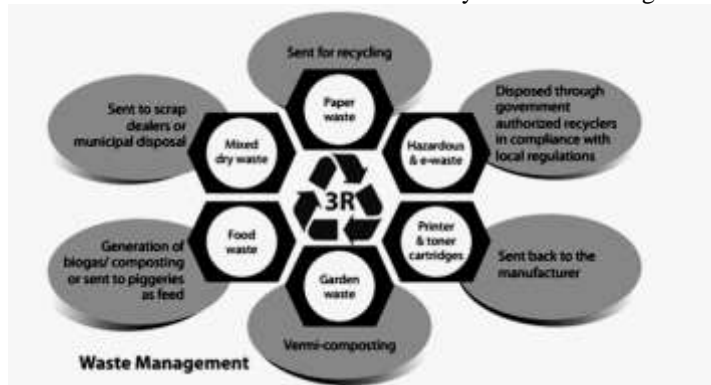 Sent for recycling
Paper
waste
Sent to scrap
dealers or
municipal disposal
Mixed
dry waste
Disposed through
government
authorized recyclers
in compliance with
local regulations
Hazardous
& e-waste
3R
Generation of
biogas/ composting
or sent to piggeries
as feed
Food
waste
Printer
& toner
cartridges
Sent back to the
manufacturer
Garden
waste
Vermi-composting
Waste Management